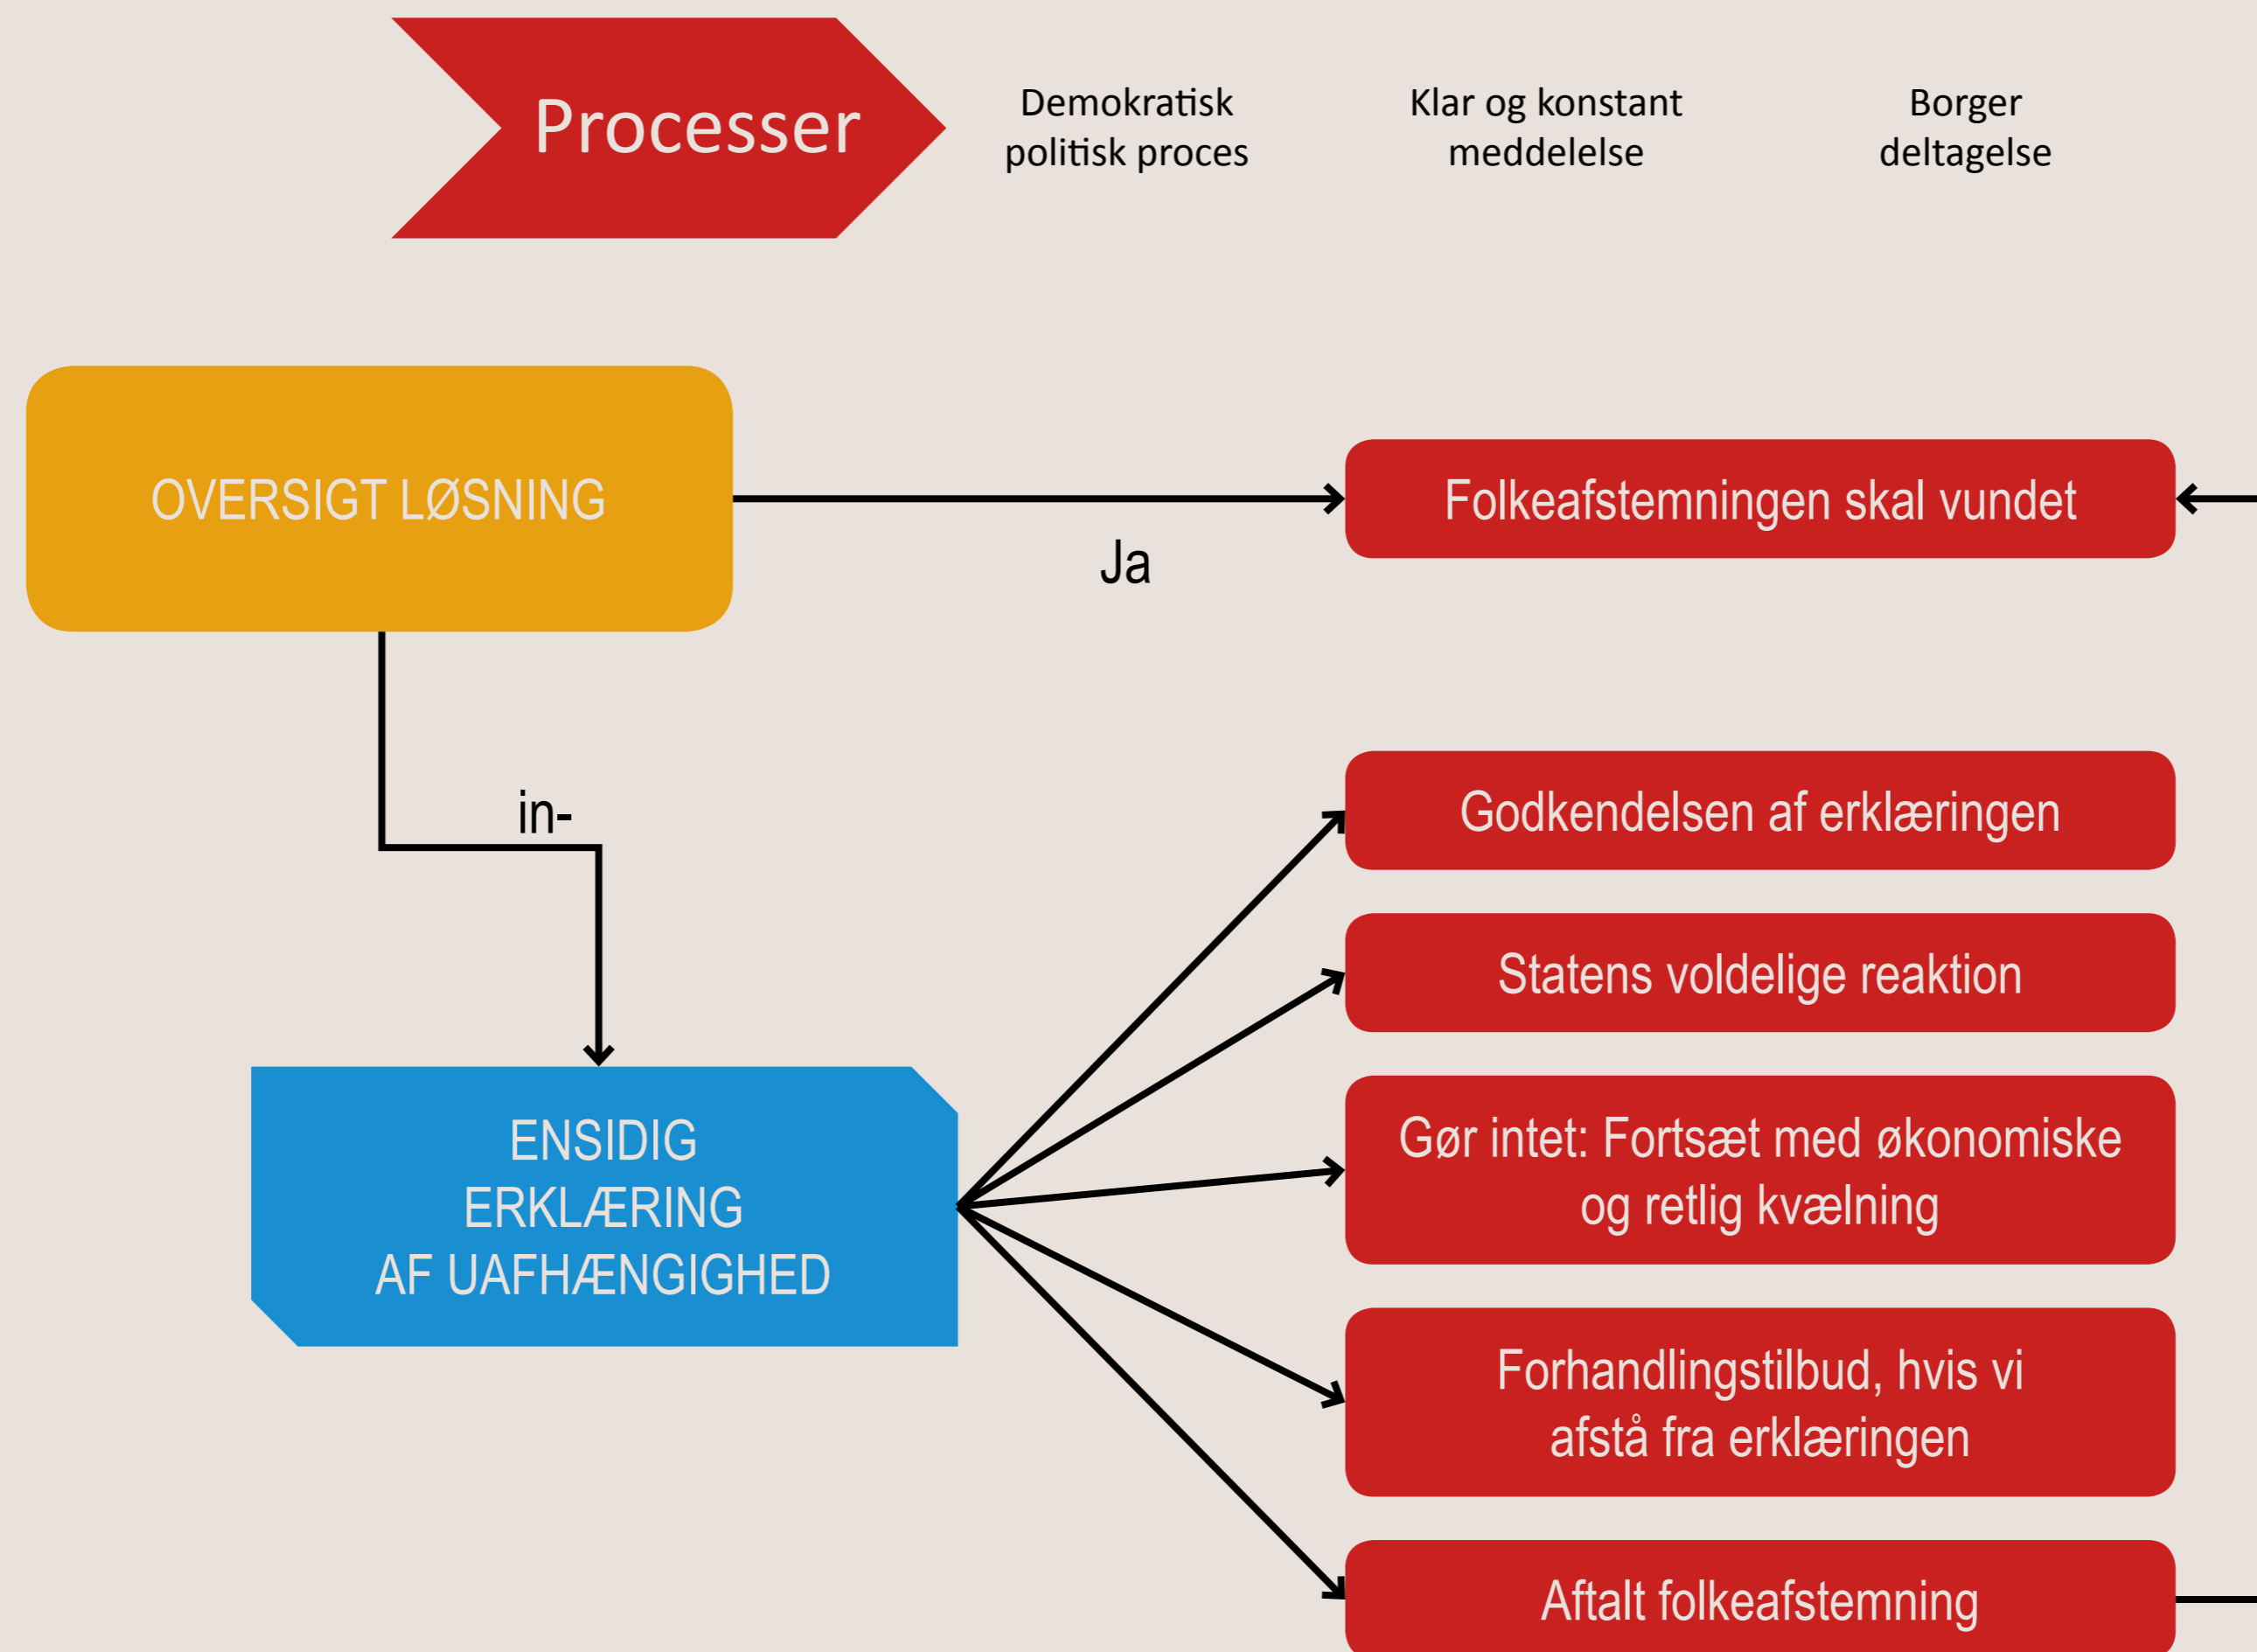 Processer
Demokratisk
politisk proces
Klar og konstant
meddelelse
Borger
deltagelse
OVERSIGT LØSNING
Ja
Folkeafstemningen skal vundet
in-
ENSIDIG
ERKLÆRING
AF UAFHÆNGIGHED
Godkendelsen af erklæringen
Statens voldelige reaktion
Gør intet: Fortsæt med økonomiske
og retlig kvælning
Forhandlingstilbud, hvis vi
afstå fra erklæringen
Aftalt folkeafstemning